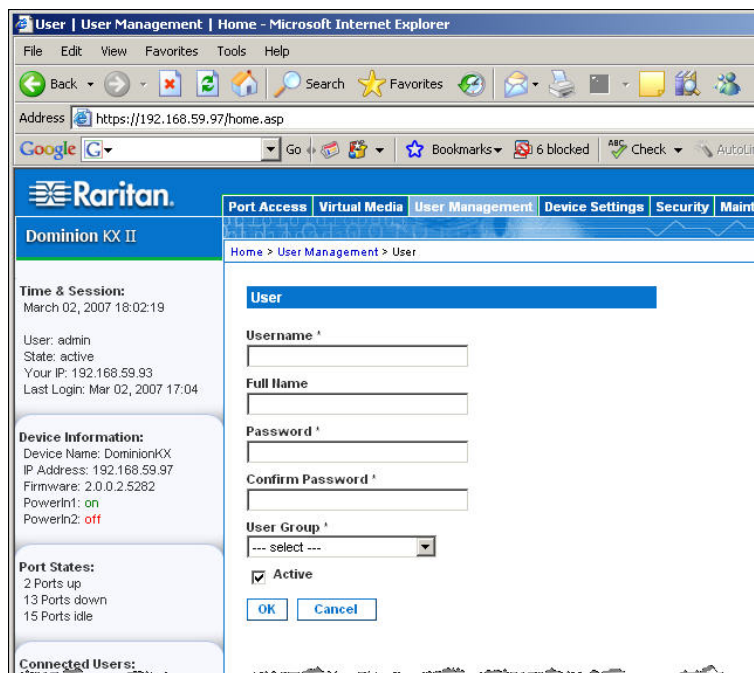 User | User Management | Home - Microsoft Internet Explorer
File Edit View Favorites Tools Help
Back Search Favorites
Address https://192.168.59.97/home.asp
Google G Go Bookmarks 6 blocked ABC Check AutoLi
Raritan.
Port Access Virtual Media User Management Device Settings Security Maint
Dominion KX II
Home > User Management > User
Time & Session:
March 02, 2007 18:02:19
User: admin
State: active
Your IP: 192.168.59.93
Last Login: Mar 02, 2007 17:04
Device Information:
Device Name: DominionKX
IP Address: 192.168.59.97
Firmware: 2.0.0.2.5282
PowerIn1: on
PowerIn2: off
Port States:
2 Ports up
13 Ports down
15 Ports idle
Connected Users:
User
Username *
Full Name
Password *
Confirm Password *
User Group *
--- select ---
Active
OK Cancel